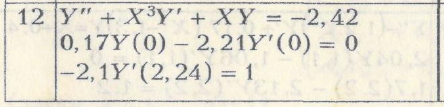 12 Y″ + X³Y′ + XY = −2,42
0,17Y(0) − 2,21Y′(0) = 0
−2,1Y′(2,24) = 1